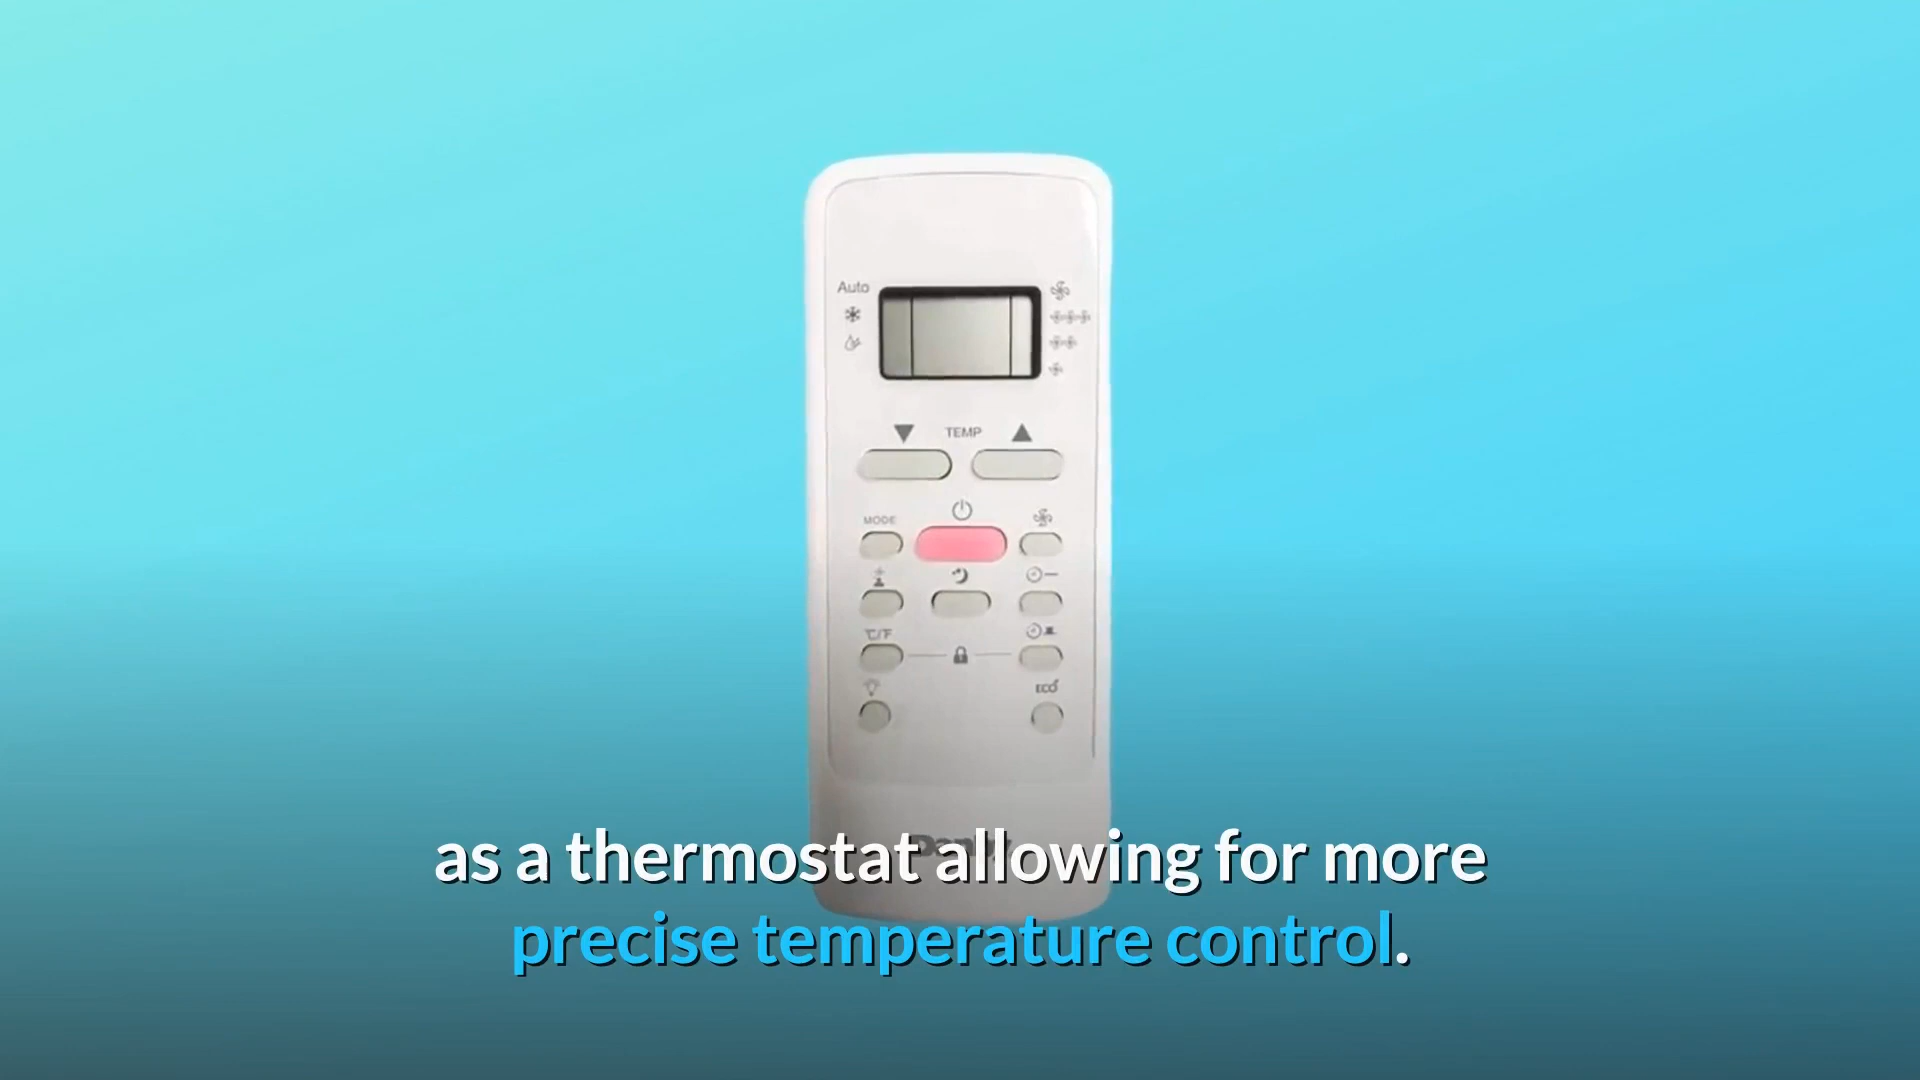 Auto
TEMP
MODE
°C/°F
ECO
as a thermostat allowing for more
precise temperature control.